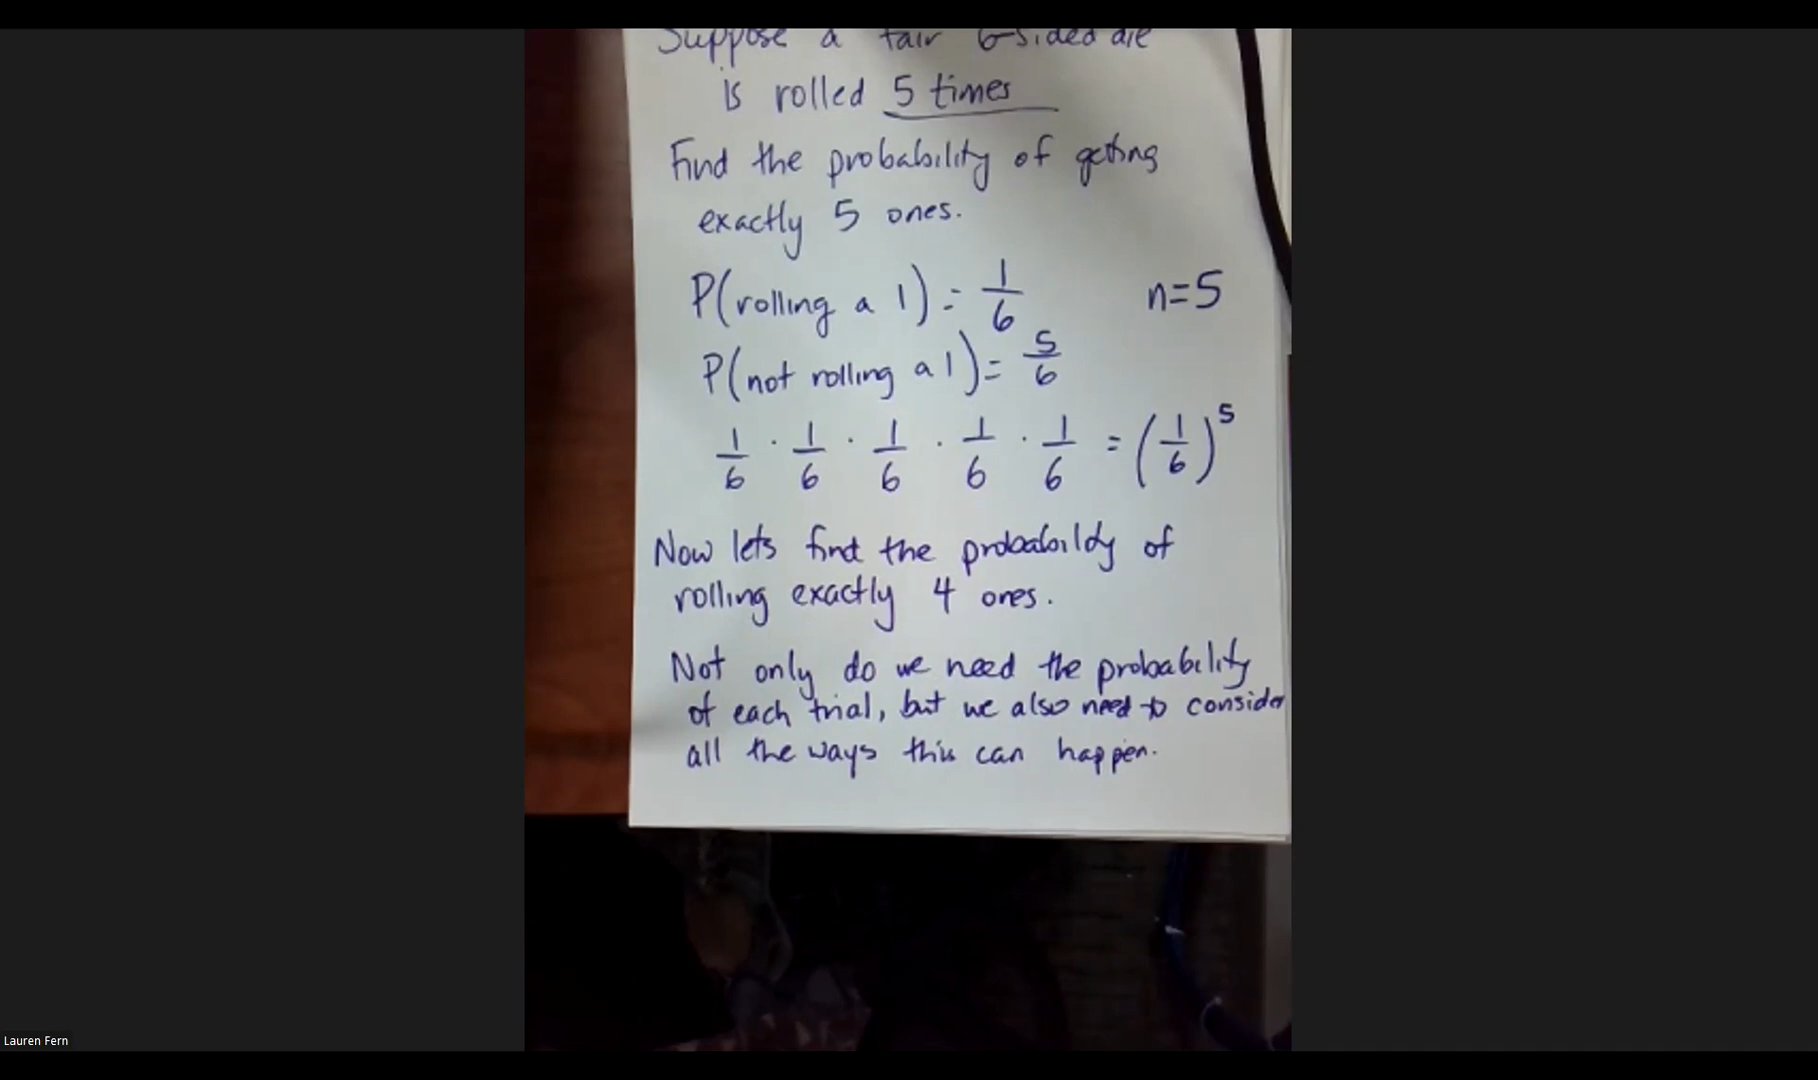 Suppose a fair 6-sided die
is rolled 5 times
Find the probability of getting
exactly 5 ones.
P(rolling a 1) = 1/6 n=5
P(not rolling a 1) = 5/6
1/6 · 1/6 · 1/6 · 1/6 · 1/6 = (1/6)^5
Now lets find the probability of
rolling exactly 4 ones.
Not only do we need the probability
of each trial, but we also need to consider
all the ways this can happen.
Lauren Fern